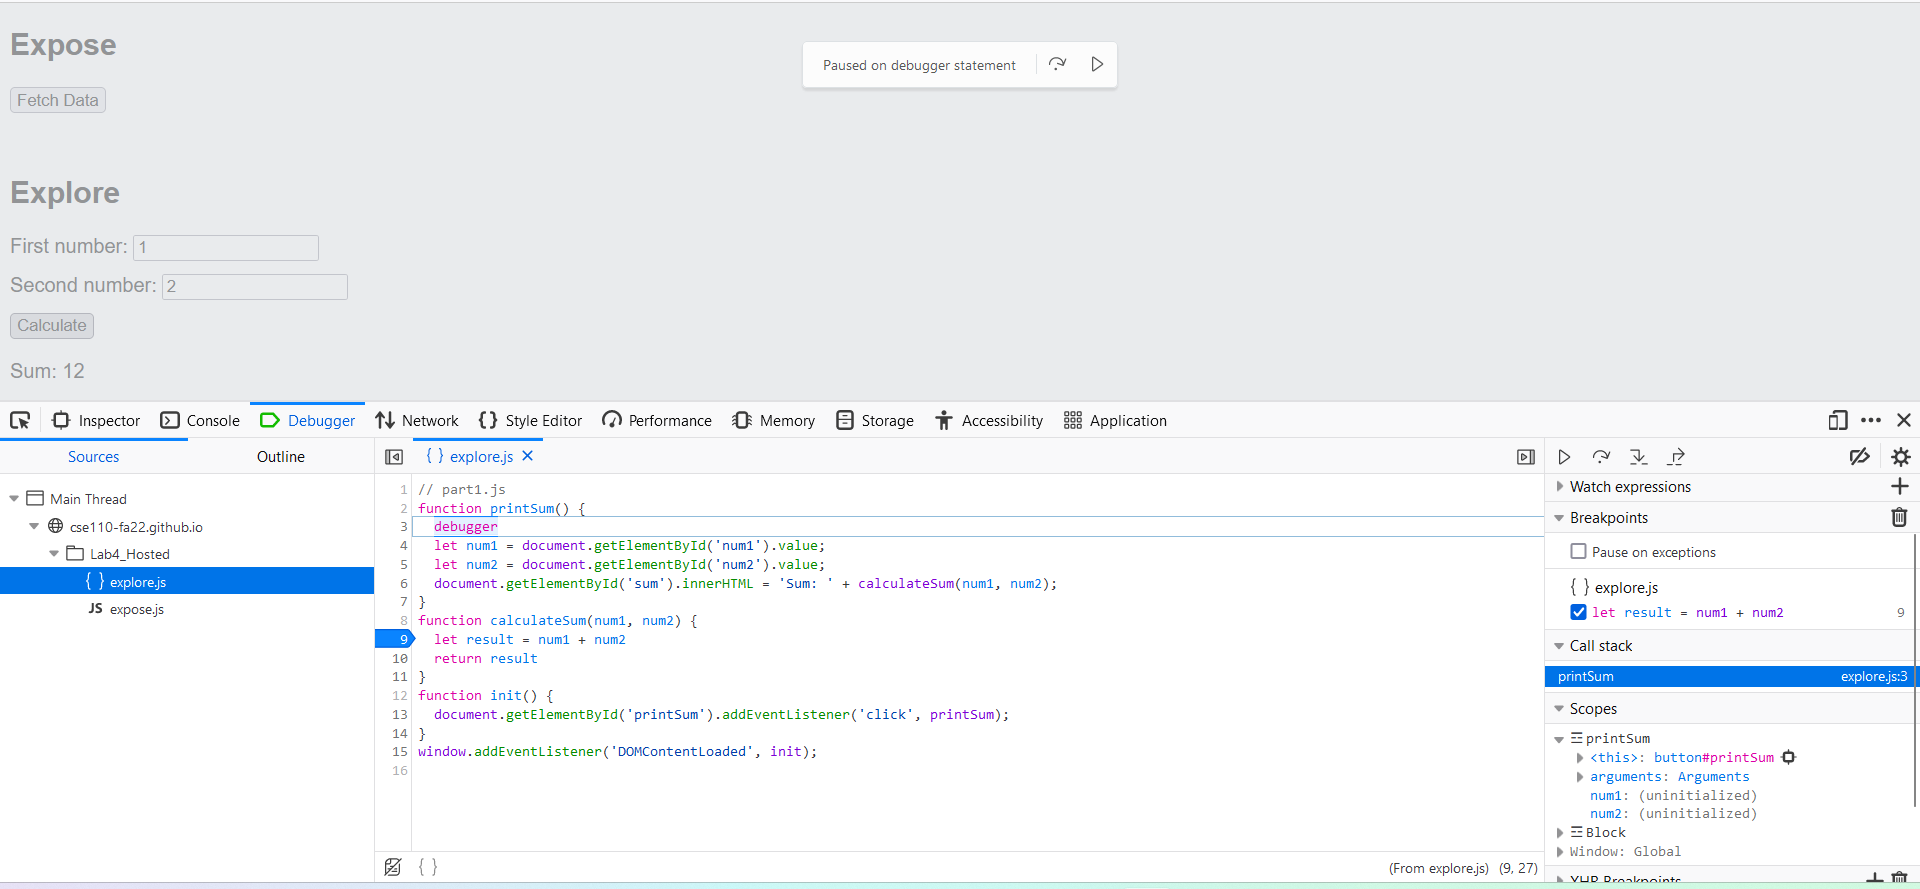 Expose
Paused on debugger statement
Fetch Data
Explore
First number: 1
Second number: 2
Calculate
Sum: 12
Inspector Console Debugger Network Style Editor Performance Memory Storage Accessibility Application
Sources Outline
Main Thread
cse110-fa22.github.io
Lab4_Hosted
{ } explore.js
JS expose.js
{ } explore.js
1 // part1.js
2 function printSum() {
3 debugger
4 let num1 = document.getElementById('num1').value;
5 let num2 = document.getElementById('num2').value;
6 document.getElementById('sum').innerHTML = 'Sum: ' + calculateSum(num1, num2);
7 }
8 function calculateSum(num1, num2) {
9 let result = num1 + num2
10 return result
11 }
12 function init() {
13 document.getElementById('printSum').addEventListener('click', printSum);
14 }
15 window.addEventListener('DOMContentLoaded', init);
16
{ } (From explore.js) (9, 27)
Watch expressions
Breakpoints
Pause on exceptions
{ } explore.js
let result = num1 + num2 9
Call stack
printSum explore.js:3
Scopes
printSum
<this>: button#printSum
arguments: Arguments
num1: (uninitialized)
num2: (uninitialized)
Block
Window: Global
XHR Breakpoints